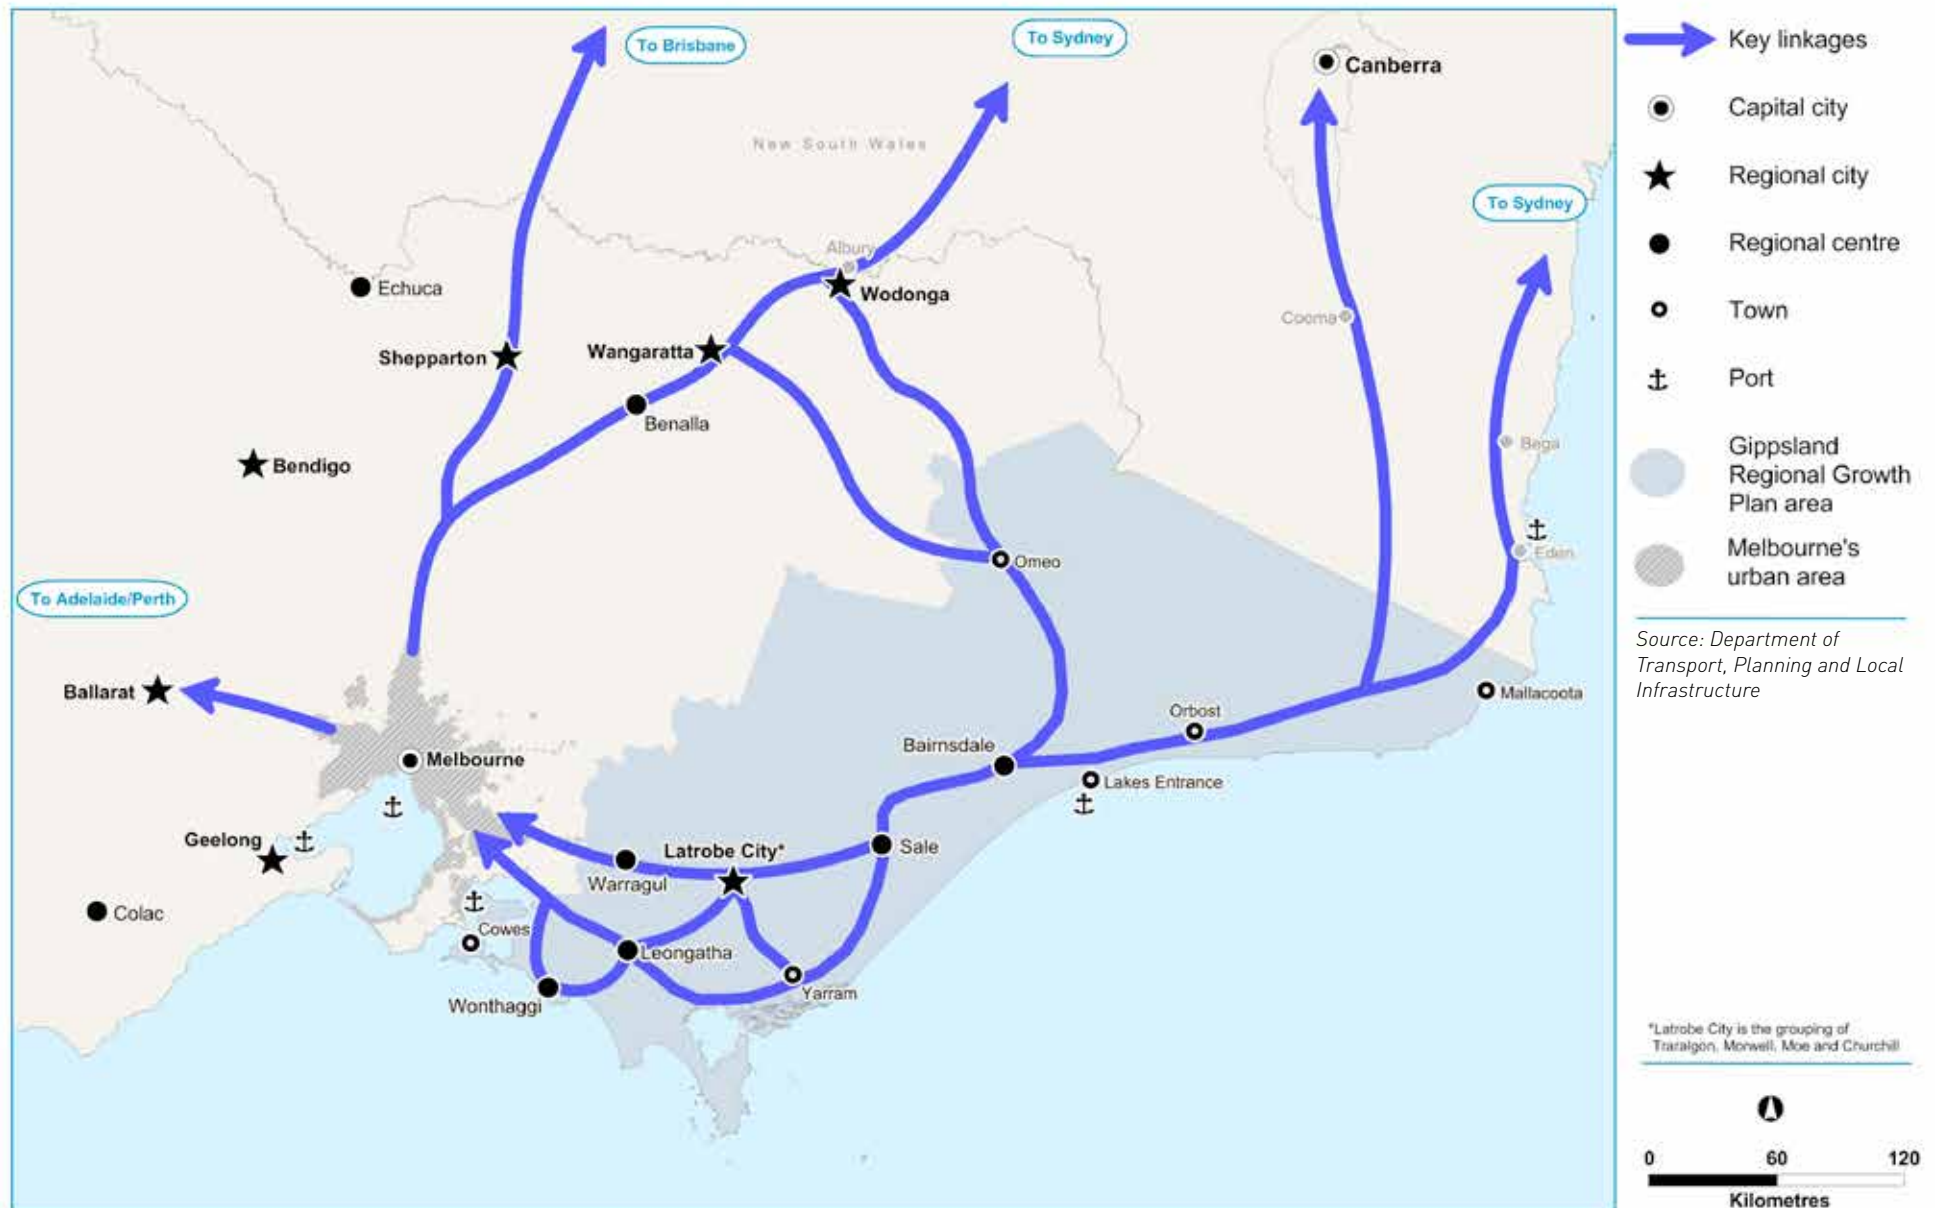 To Brisbane
To Sydney
Canberra
New South Wales
To Sydney
Albury
Echuca
Wodonga
Cooma
Shepparton
Wangaratta
Benalla
Bega
Bendigo
Eden
Omeo
To Adelaide/Perth
Ballarat
Mallacoota
Orbost
Bairnsdale
Melbourne
Lakes Entrance
Geelong
Latrobe City*
Sale
Warragul
Colac
Cowes
Leongatha
Yarram
Wonthaggi
Key linkages
Capital city
Regional city
Regional centre
Town
Port
Gippsland
Regional Growth
Plan area
Melbourne's
urban area
Source: Department of
Transport, Planning and Local
Infrastructure
*Latrobe City is the grouping of
Traralgon, Morwell, Moe and Churchill
0 60 120
Kilometres